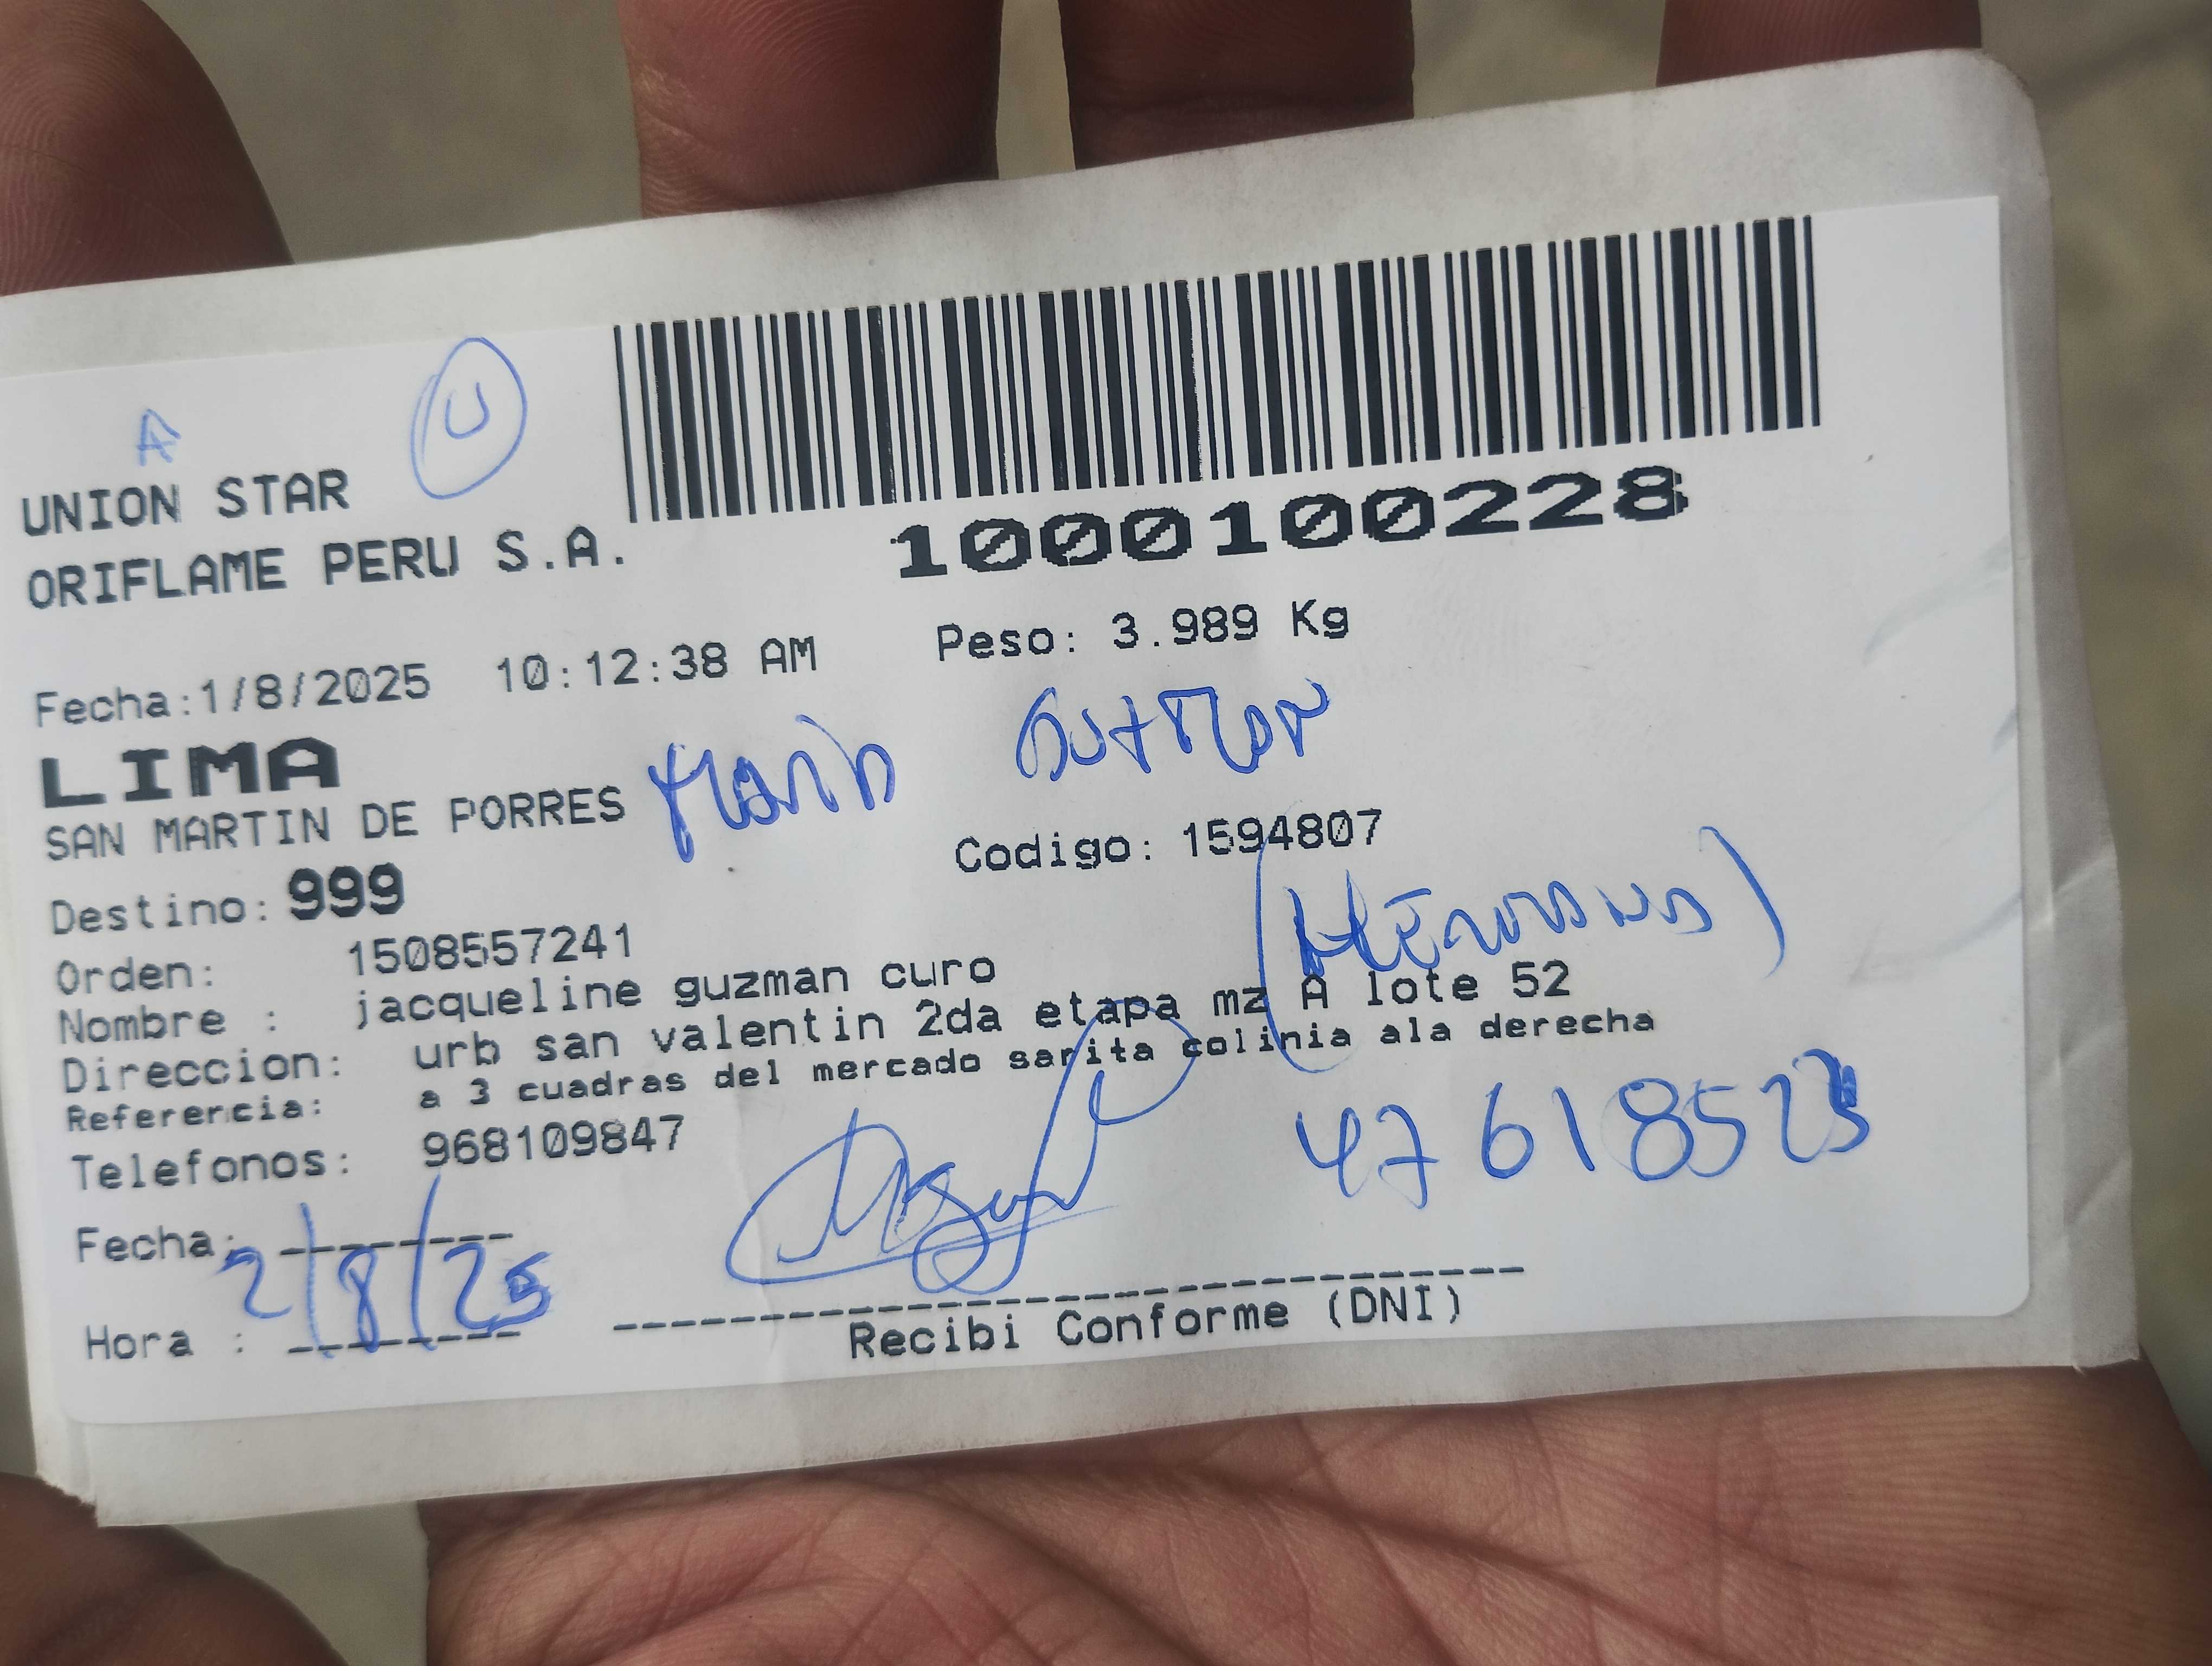 A
U
UNION STAR
ORIFLAME PERU S.A.
1000100228
Fecha:1/8/2025 10:12:38 AM Peso: 3.989 Kg
LIMA
SAN MARTIN DE PORRES
Codigo: 1594807
Destino: 999
Orden: 1508557241
Nombre : jacqueline guzman curo
Direccion: urb san valentin 2da etapa mz A lote 52
Referencia: a 3 cuadras del mercado sarita colinia ala derecha
Telefonos: 968109847
47618523
Fecha: 2/8/25
Hora :
Recibi Conforme (DNI)